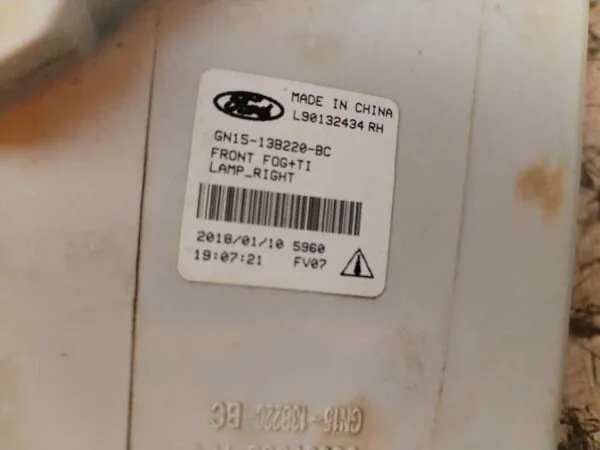 Ford
MADE IN CHINA
L90132434 RH
GN15-13B220-BC
FRONT FOG+TI
LAMP_RIGHT
2018/01/10 5960
19:07:21 FV07
GN15-13B220 BC